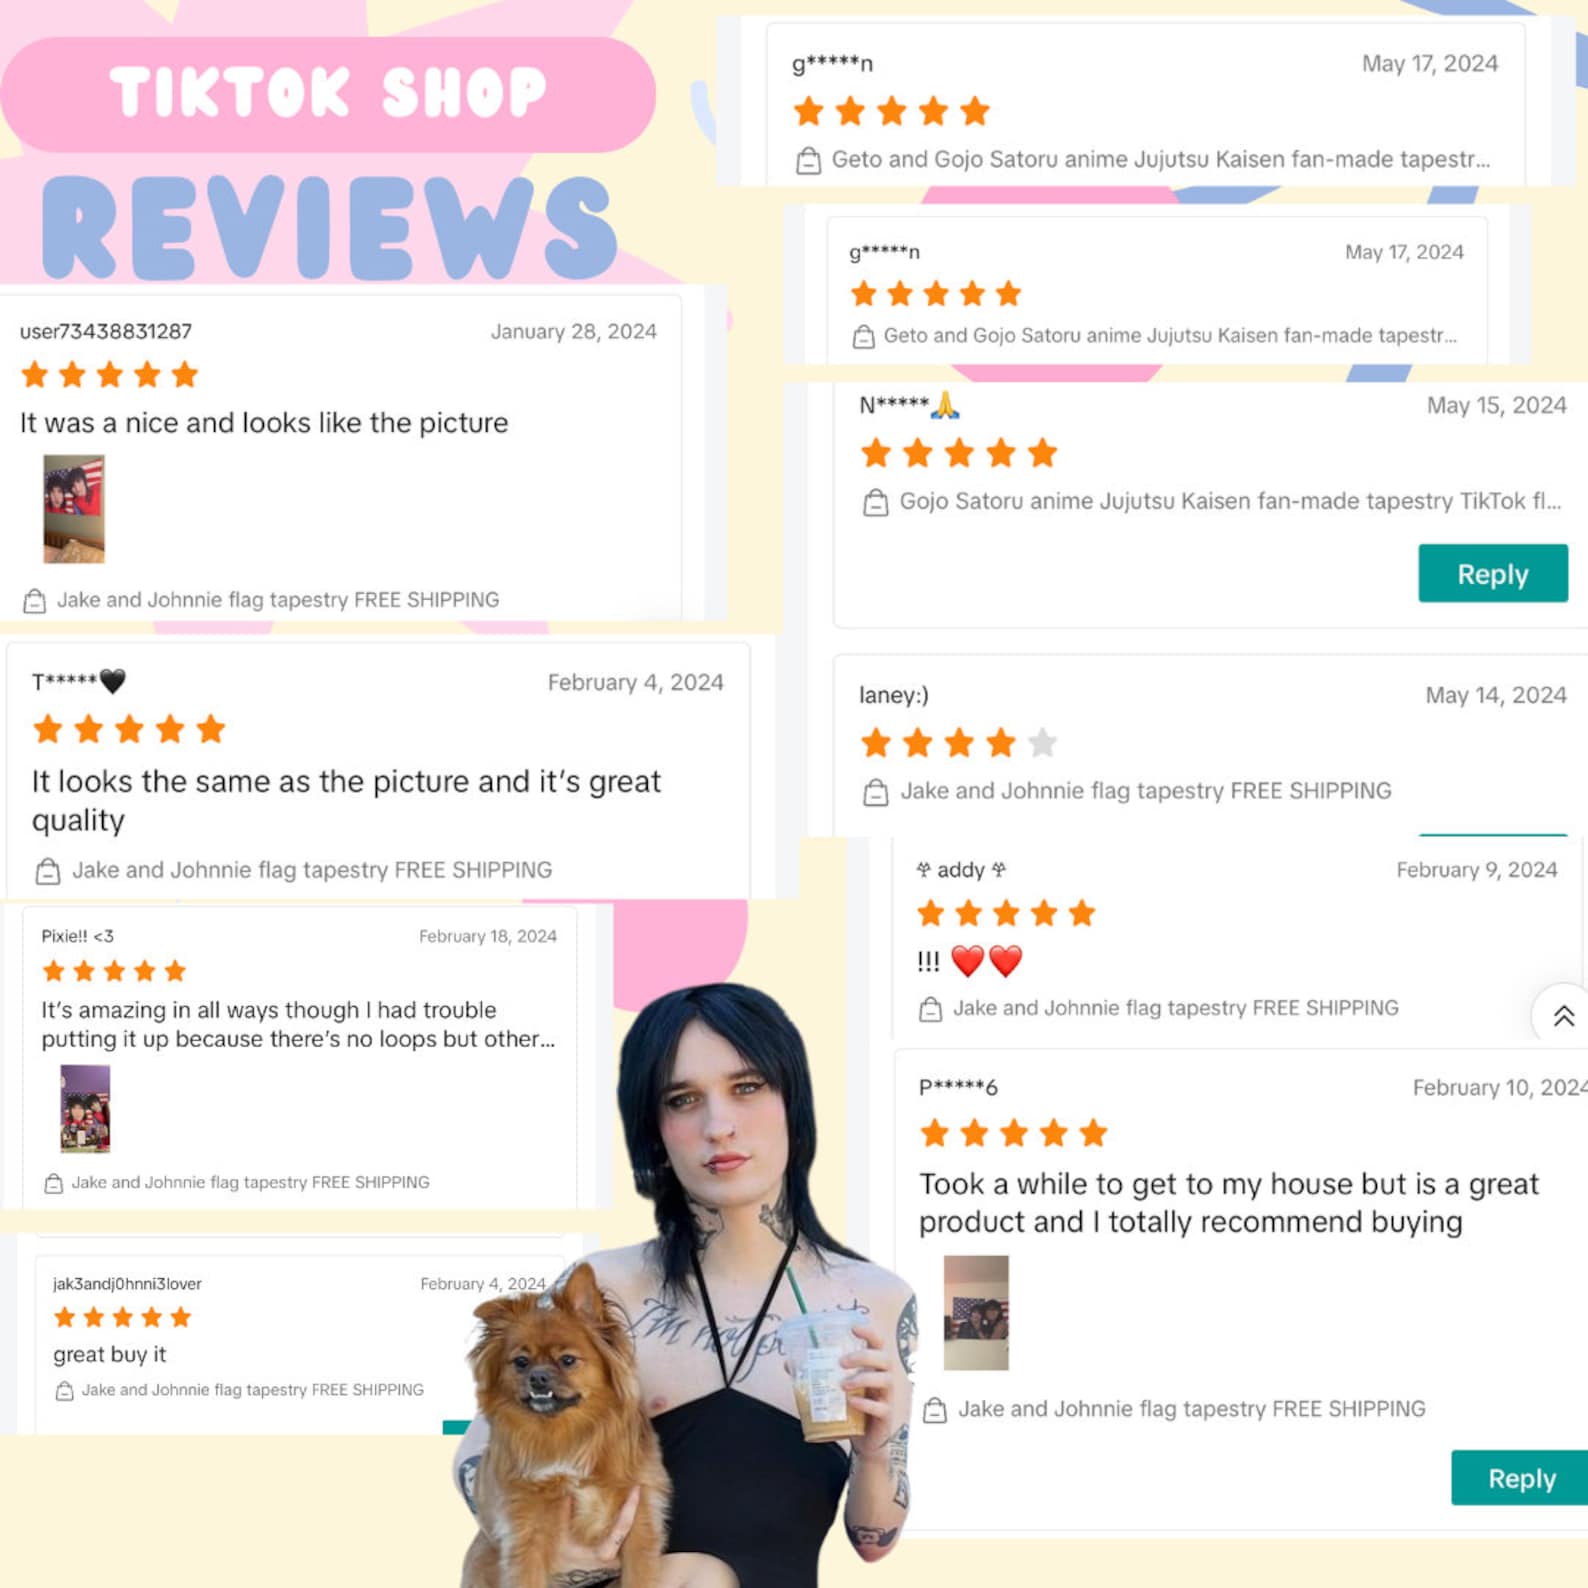 TIKTOK SHOP
REVIEWS
user73438831287 January 28, 2024
It was a nice and looks like the picture
Jake and Johnnie flag tapestry FREE SHIPPING
T*****🖤 February 4, 2024
It looks the same as the picture and it's great
quality
Jake and Johnnie flag tapestry FREE SHIPPING
Pixie!! <3 February 18, 2024
It's amazing in all ways though I had trouble
putting it up because there's no loops but other...
Jake and Johnnie flag tapestry FREE SHIPPING
jak3andj0hnni3lover February 4, 2024
great buy it
Jake and Johnnie flag tapestry FREE SHIPPING
g*****n May 17, 2024
Geto and Gojo Satoru anime Jujutsu Kaisen fan-made tapestr...
g*****n May 17, 2024
Geto and Gojo Satoru anime Jujutsu Kaisen fan-made tapestr...
N*****🙏 May 15, 2024
Gojo Satoru anime Jujutsu Kaisen fan-made tapestry TikTok fl...
Reply
laney:) May 14, 2024
Jake and Johnnie flag tapestry FREE SHIPPING
addy February 9, 2024
!!! ❤️❤️
Jake and Johnnie flag tapestry FREE SHIPPING
P*****6 February 10, 2024
Took a while to get to my house but is a great
product and I totally recommend buying
Jake and Johnnie flag tapestry FREE SHIPPING
Reply
I'm not